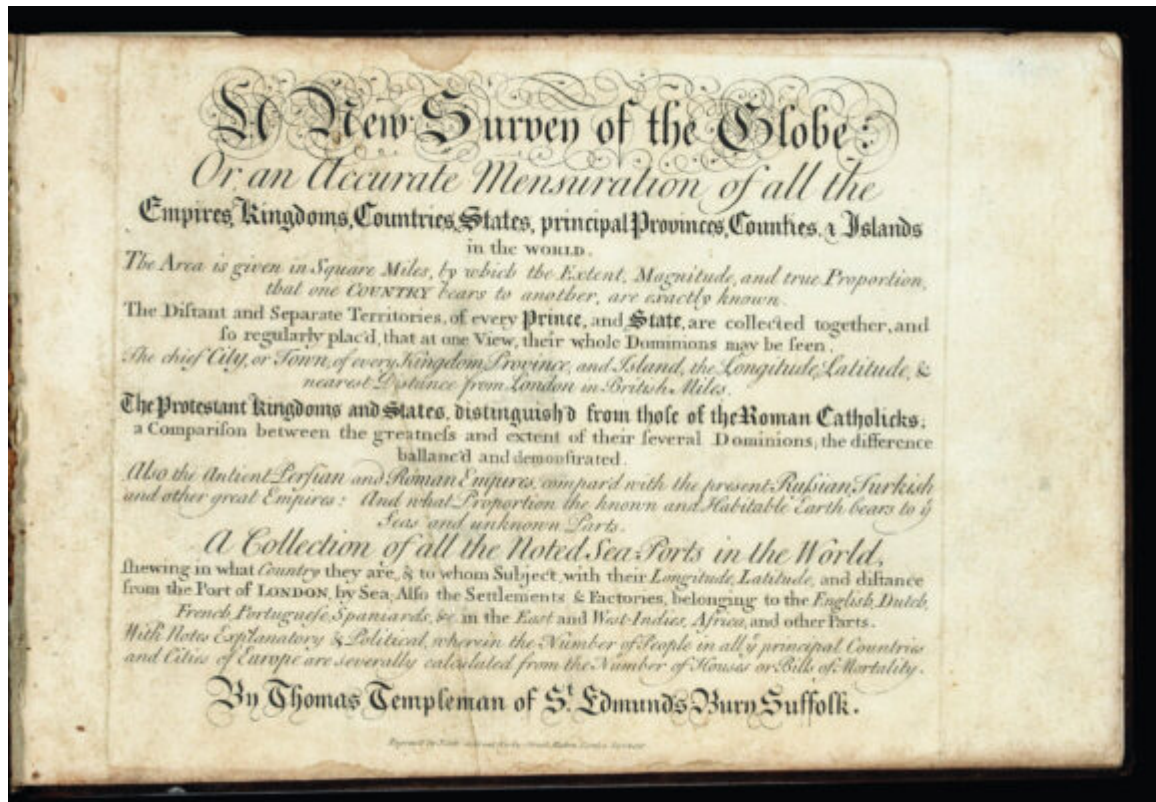 A New Survey of the Globe:
Or, an Accurate Mensuration of all the
Empires, Kingdoms, Countries, States, principal Provinces, Counties, & Islands
in the WORLD.
The Area is given in Square Miles, by which the Extent, Magnitude, and true Proportion,
that one COUNTRY bears to another, are exactly known.
The Diſtant and Separate Territories, of every Prince, and State, are collected together, and
ſo regularly plac'd, that at one View, their whole Dominions may be ſeen.
The chief City, or Town, of every Kingdom, Province, and Island, the Longitude, Latitude, &
nearest Distance from London in British Miles.
The Protestant Kingdoms and States, distinguish'd from thoſe of the Roman Catholicks;
a Compariſon between the greatneſs and extent of their ſeveral Dominions, the difference
ballanc'd and demonſtrated.
Also the Antient Perſian and Roman Empires, compar'd with the present Ruſsian, Turkish
and other great Empires: And what Proportion the known and Habitable Earth bears to ẏ
Seas and unknown Parts.
A Collection of all the Noted Sea-Ports in the World,
ſhewing in what Country they are, & to whom Subject, with their Longitude, Latitude, and diſtance
from the Port of LONDON, by Sea, Alſo the Settlements & Factories, belonging to the English, Dutch,
French, Portugueſe, Spaniards, &c. in the East and West-Indies, Africa, and other Parts.
With Notes Explanatory & Political, wherein the Number of People in all ẏ principal Countries
and Cities of Europe are severally calculated from the Number of Houses or Bills of Mortality.
By Thomas Templeman of St. Edmunds Bury Suffolk.